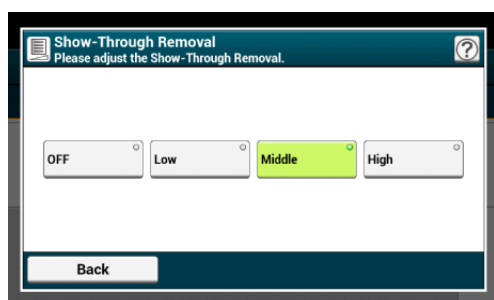 Show-Through Removal
Please adjust the Show-Through Removal.
?
OFF
Low
Middle
High
Back